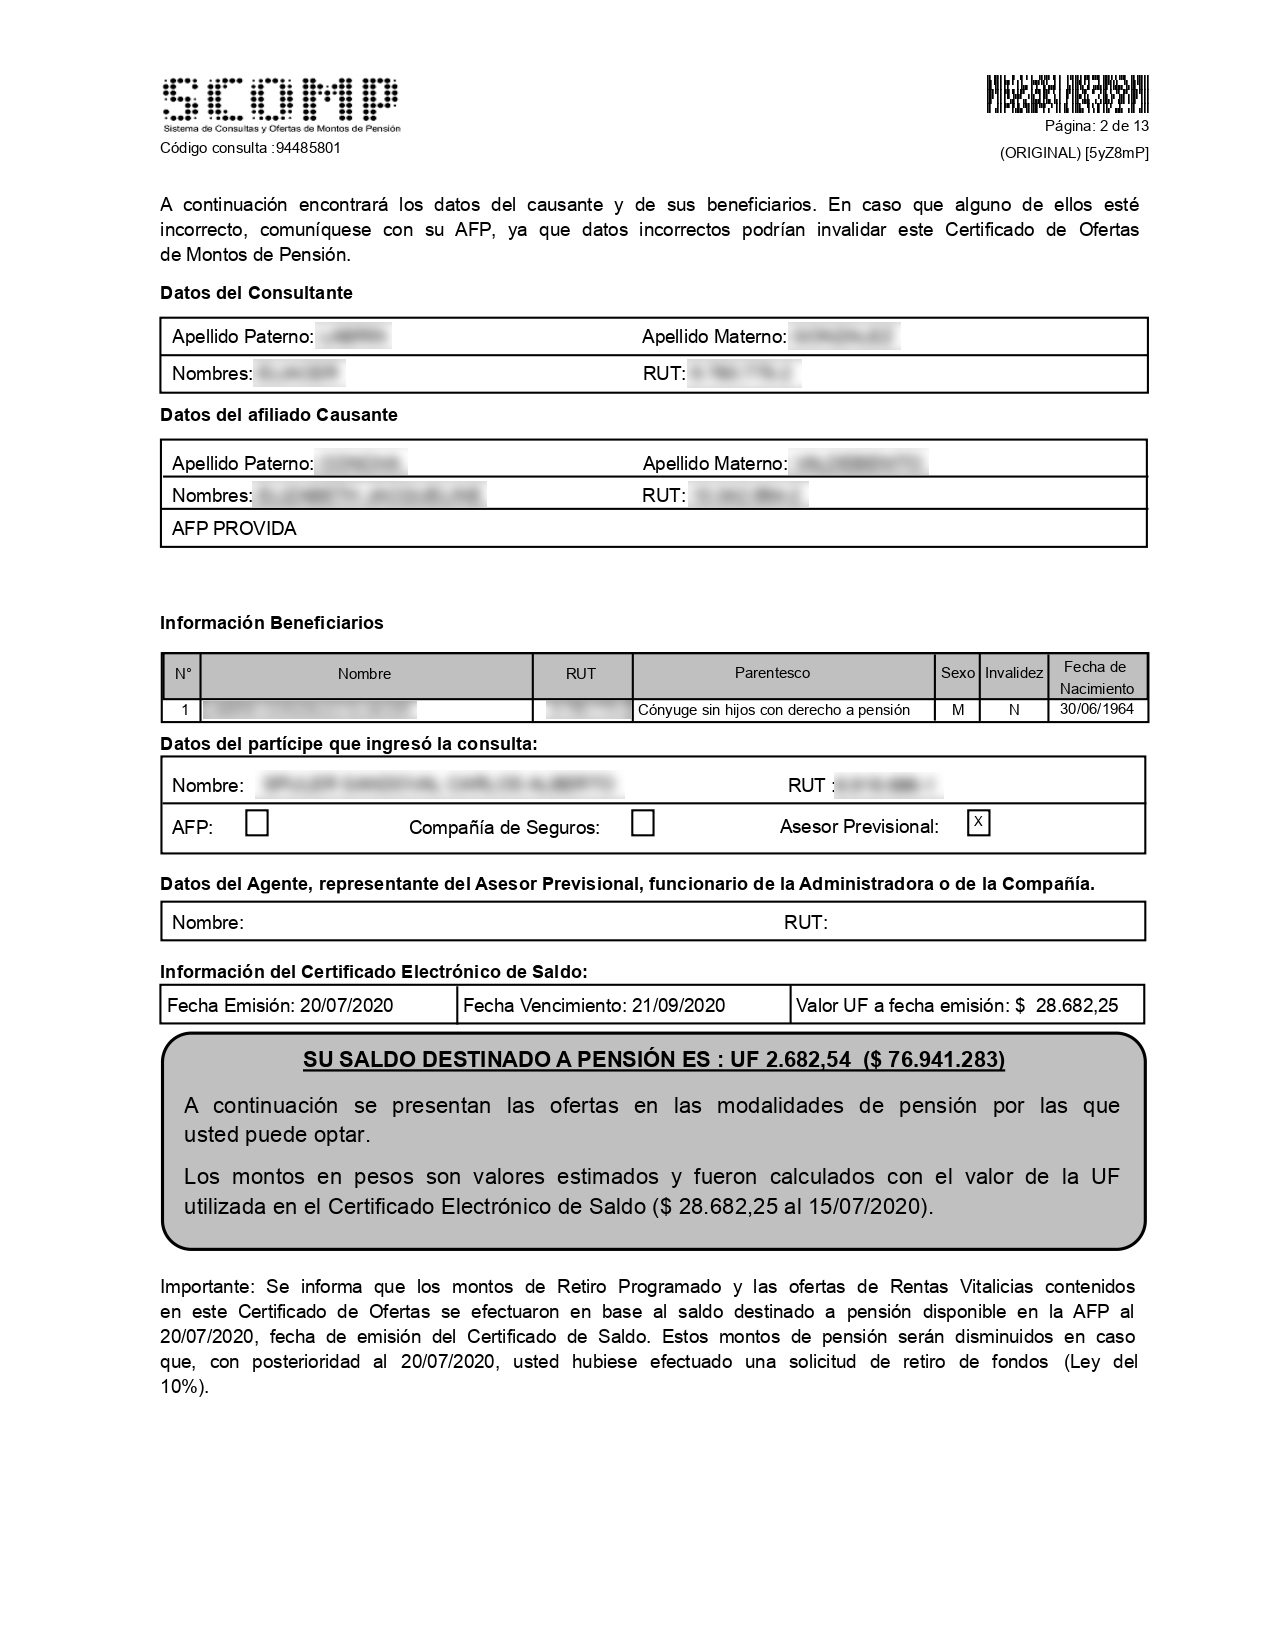 SCOMP
Sistema de Consultas y Ofertas de Montos de Pensión
Código consulta :94485801
Página: 2 de 13
(ORIGINAL) [5yZ8mP]
A continuación encontrará los datos del causante y de sus beneficiarios. En caso que alguno de ellos esté
incorrecto, comuníquese con su AFP, ya que datos incorrectos podrían invalidar este Certificado de Ofertas
de Montos de Pensión.
Datos del Consultante
Apellido Paterno: Apellido Materno:
Nombres: RUT:
Datos del afiliado Causante
Apellido Paterno: Apellido Materno:
Nombres: RUT:
AFP PROVIDA
Información Beneficiarios
N° Nombre RUT Parentesco Sexo Invalidez Fecha de Nacimiento
1 Cónyuge sin hijos con derecho a pensión M N 30/06/1964
Datos del partícipe que ingresó la consulta:
Nombre: RUT :
AFP: Compañía de Seguros: Asesor Previsional: X
Datos del Agente, representante del Asesor Previsional, funcionario de la Administradora o de la Compañía.
Nombre: RUT:
Información del Certificado Electrónico de Saldo:
Fecha Emisión: 20/07/2020 Fecha Vencimiento: 21/09/2020 Valor UF a fecha emisión: $ 28.682,25
SU SALDO DESTINADO A PENSIÓN ES : UF 2.682,54 ($ 76.941.283)
A continuación se presentan las ofertas en las modalidades de pensión por las que
usted puede optar.
Los montos en pesos son valores estimados y fueron calculados con el valor de la UF
utilizada en el Certificado Electrónico de Saldo ($ 28.682,25 al 15/07/2020).
Importante: Se informa que los montos de Retiro Programado y las ofertas de Rentas Vitalicias contenidos
en este Certificado de Ofertas se efectuaron en base al saldo destinado a pensión disponible en la AFP al
20/07/2020, fecha de emisión del Certificado de Saldo. Estos montos de pensión serán disminuidos en caso
que, con posterioridad al 20/07/2020, usted hubiese efectuado una solicitud de retiro de fondos (Ley del
10%).